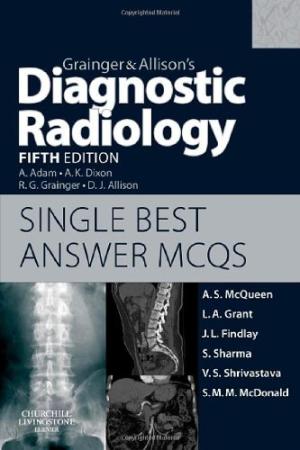 Grainger & Allison's
Diagnostic
Radiology
FIFTH EDITION
A. Adam • A. K. Dixon
R. G. Grainger • D. J. Allison
SINGLE BEST
ANSWER MCQS
A. S. McQueen
L. A. Grant
J. L. Findlay
S. Sharma
V. S. Shrivastava
S. M. M. McDonald
CHURCHILL
LIVINGSTONE
ELSEVIER